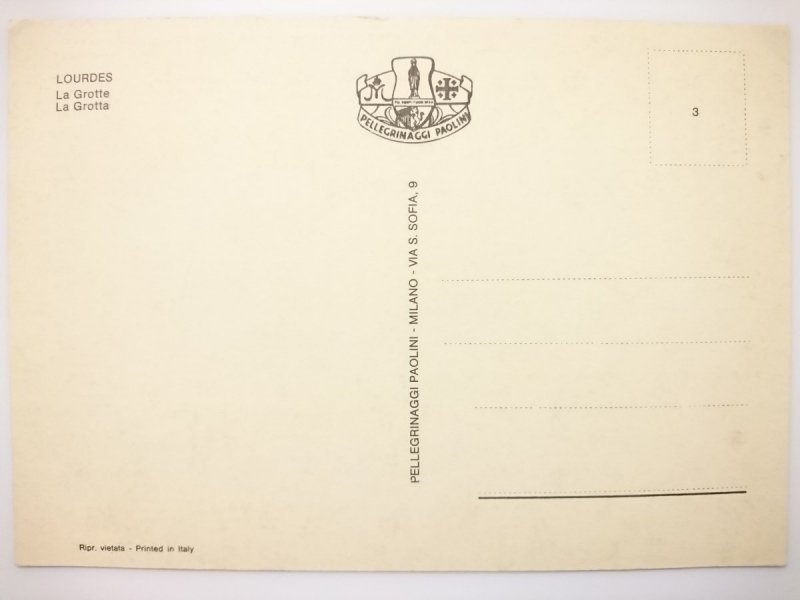 LOURDES
La Grotte
La Grotta
PELLEGRINAGGI PAOLINI
3
PELLEGRINAGGI PAOLINI - MILANO - VIA S. SOFIA, 9
Ripr. vietata - Printed in Italy